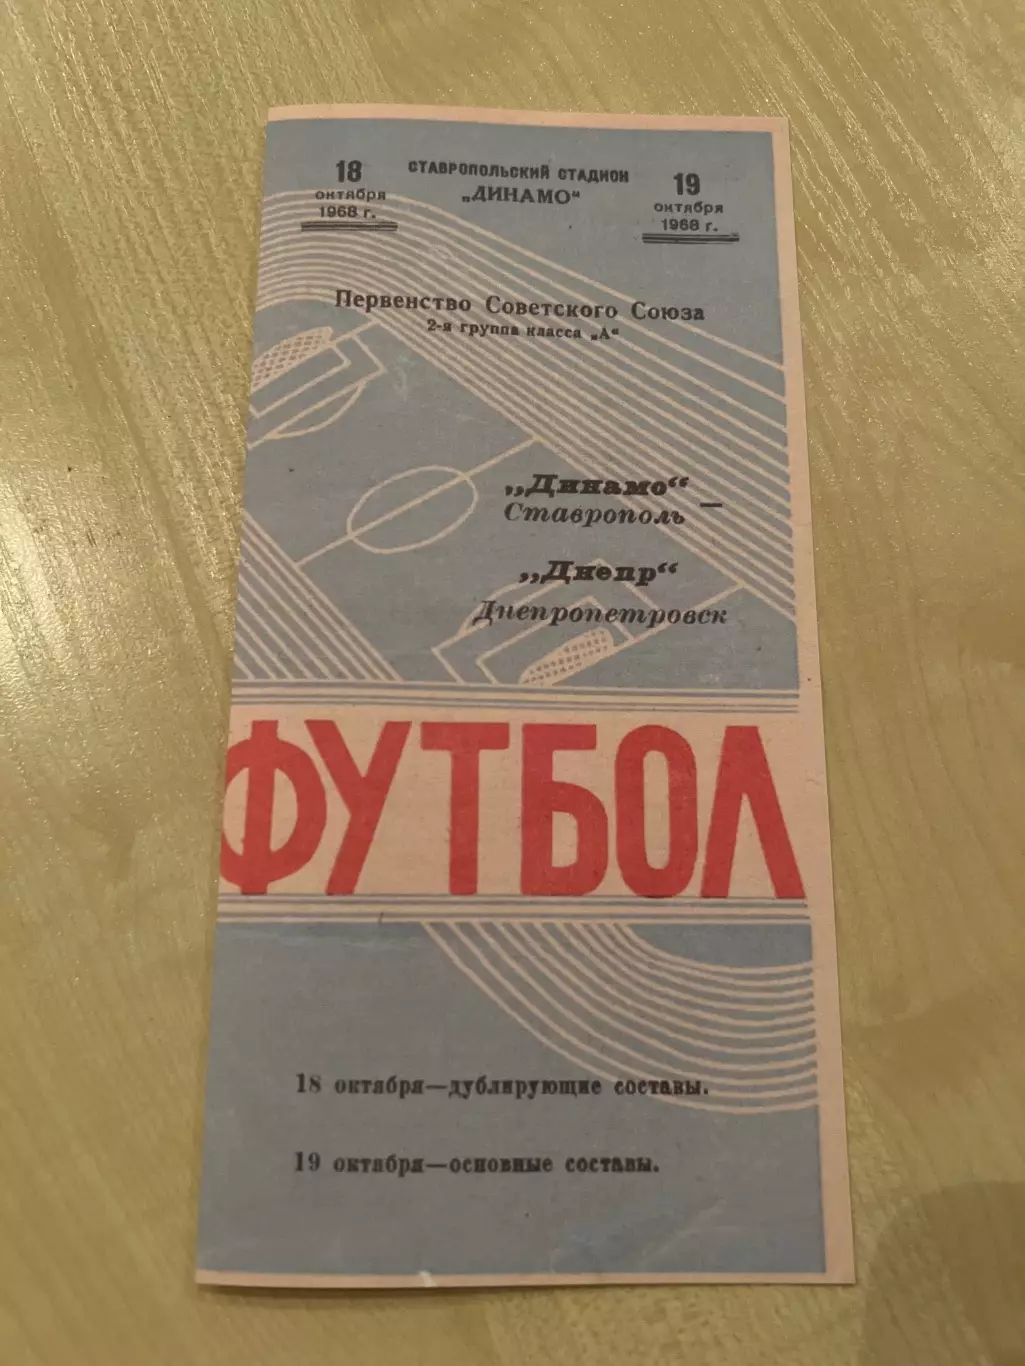 18
октября
1968 г.
СТАВРОПОЛЬСКИЙ СТАДИОН
„ДИНАМО“
19
октября
1968 г.
Первенство Советского Союза
2-я группа класса „А“
„Динамо“ —
Ставрополь
„Днепр“
Днепропетровск
ФУТБОЛ
18 октября—дублирующие составы.
19 октября—основные составы.